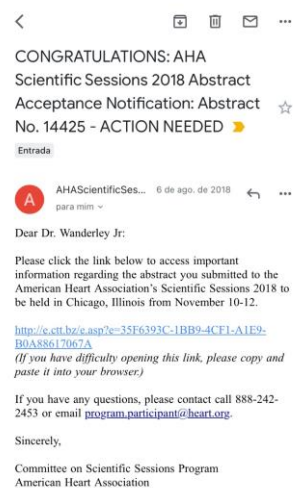 CONGRATULATIONS: AHA
Scientific Sessions 2018 Abstract
Acceptance Notification: Abstract
No. 14425 - ACTION NEEDED
Entrada
A
AHAScientificSes... 6 de ago. de 2018
para mim
Dear Dr. Wanderley Jr:
Please click the link below to access important
information regarding the abstract you submitted to the
American Heart Association's Scientific Sessions 2018 to
be held in Chicago, Illinois from November 10-12.
http://e.ctt.bz/e.asp?e=35F6393C-1BB9-4CF1-A1E9-
B0A88617067A
(If you have difficulty opening this link, please copy and
paste it into your browser.)
If you have any questions, please contact call 888-242-
2453 or email program.participant@heart.org.
Sincerely,
Committee on Scientific Sessions Program
American Heart Association